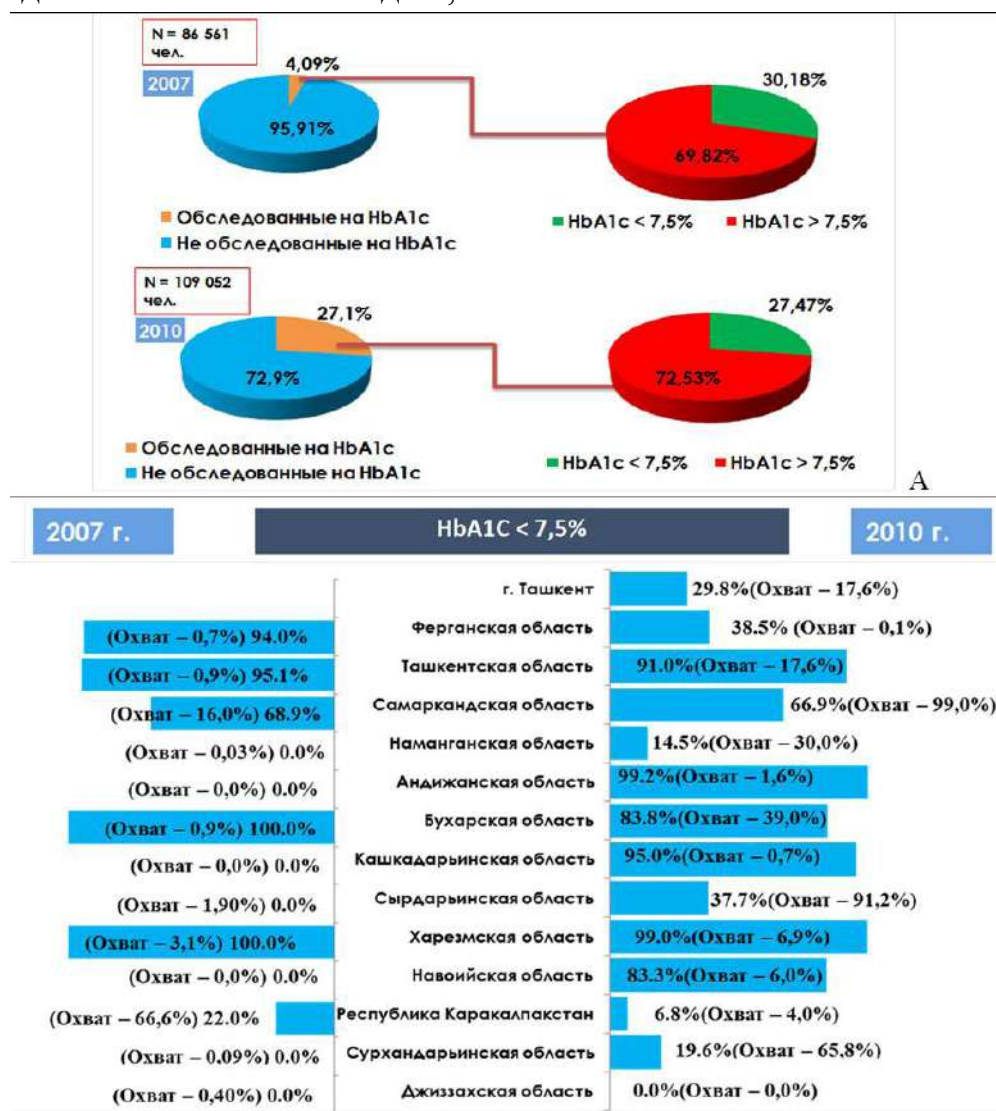 N = 86 561
чел.
2007
4,09%
95,91%
30,18%
69,82%
Обследованные на HbA1c
Не обследованные на HbA1c
HbA1c < 7,5% HbA1c > 7,5%
N = 109 052
чел.
2010
27,1%
72,9%
27,47%
72,53%
Обследованные на HbA1c
Не обследованные на HbA1c
HbA1c < 7,5% HbA1c > 7,5%
А
2007 г. HbA1C < 7,5% 2010 г.
г. Ташкент 29.8%(Охват – 17,6%)
(Охват – 0,7%) 94.0% Ферганская область 38.5% (Охват – 0,1%)
(Охват – 0,9%) 95.1% Ташкентская область 91.0%(Охват – 17,6%)
(Охват – 16,0%) 68.9% Самаркандская область 66.9%(Охват – 99,0%)
(Охват – 0,03%) 0.0% Наманганская область 14.5%(Охват – 30,0%)
(Охват – 0,0%) 0.0% Андижанская область 99.2%(Охват – 1,6%)
(Охват – 0,9%) 100.0% Бухарская область 83.8%(Охват – 39,0%)
(Охват – 0,0%) 0.0% Кашкадарьинская область 95.0%(Охват – 0,7%)
(Охват – 1,90%) 0.0% Сырдарьинская область 37.7%(Охват – 91,2%)
(Охват – 3,1%) 100.0% Харезмская область 99.0%(Охват – 6,9%)
(Охват – 0,0%) 0.0% Навоийская область 83.3%(Охват – 6,0%)
(Охват – 66,6%) 22.0% Республика Каракалпакстан 6.8%(Охват – 4,0%)
(Охват – 0,09%) 0.0% Сурхандарьинская область 19.6%(Охват – 65,8%)
(Охват – 0,40%) 0.0% Джиззахская область 0.0%(Охват – 0,0%)